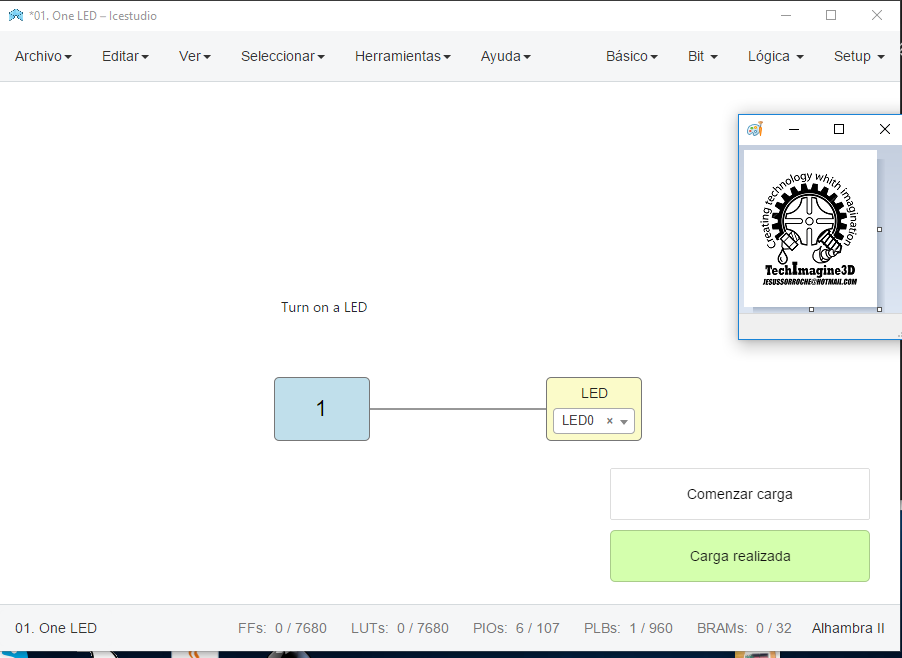 *01. One LED – Icestudio
Archivo Editar Ver Seleccionar Herramientas Ayuda Básico Bit Lógica Setup
Creating technology whith imagination
TechImagine3D
JESUSSORROCHE@HOTMAIL.COM
Turn on a LED
1
LED
LED0 ×
Comenzar carga
Carga realizada
01. One LED FFs: 0 / 7680 LUTs: 0 / 7680 PIOs: 6 / 107 PLBs: 1 / 960 BRAMs: 0 / 32 Alhambra II